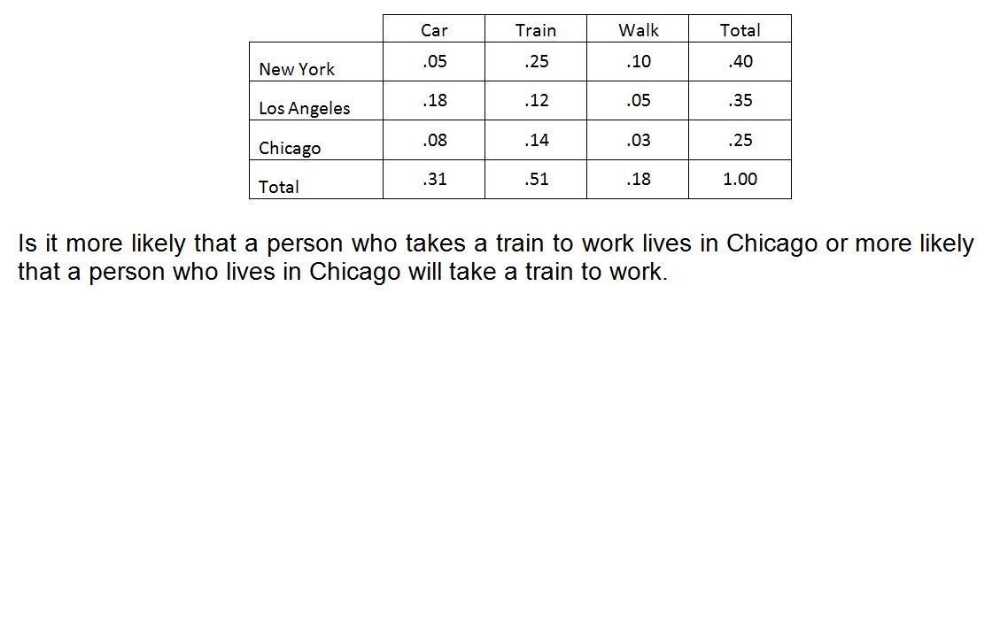 Car Train Walk Total
New York .05 .25 .10 .40
Los Angeles .18 .12 .05 .35
Chicago .08 .14 .03 .25
Total .31 .51 .18 1.00
Is it more likely that a person who takes a train to work lives in Chicago or more likely
that a person who lives in Chicago will take a train to work.